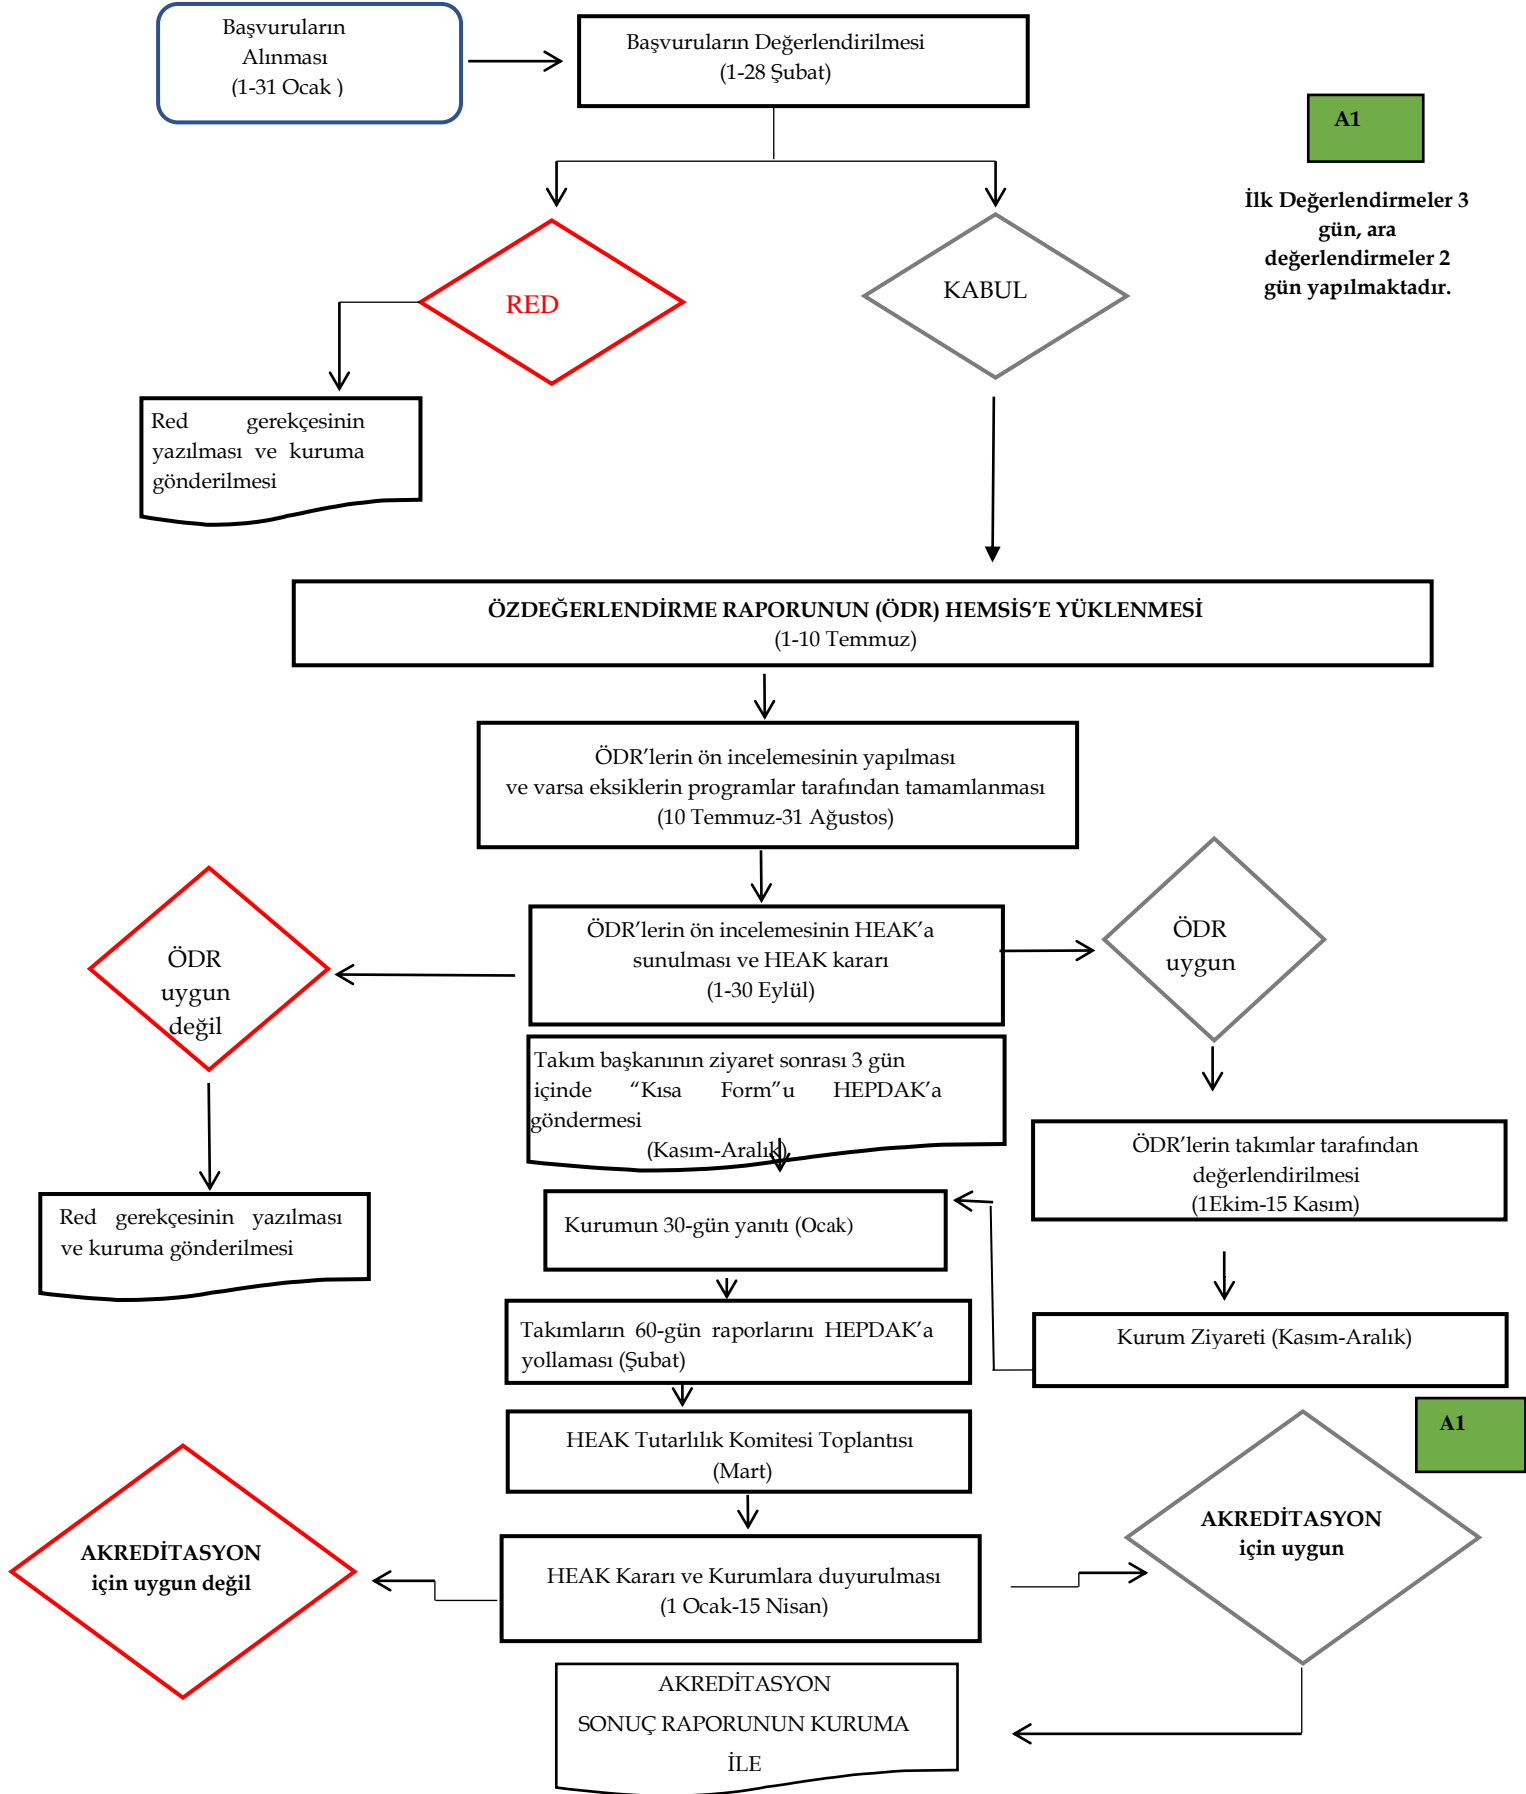 Başvuruların
Alınması
(1-31 Ocak )
Başvuruların Değerlendirilmesi
(1-28 Şubat)
A1
İlk Değerlendirmeler 3
gün, ara
değerlendirmeler 2
gün yapılmaktadır.
RED
KABUL
Red gerekçesinin
yazılması ve kuruma
gönderilmesi
ÖZDEĞERLENDİRME RAPORUNUN (ÖDR) HEMSİS’E YÜKLENMESİ
(1-10 Temmuz)
ÖDR’lerin ön incelemesinin yapılması
ve varsa eksiklerin programlar tarafından tamamlanması
(10 Temmuz-31 Ağustos)
ÖDR’lerin ön incelemesinin HEAK’a
sunulması ve HEAK kararı
(1-30 Eylül)
ÖDR
uygun
değil
ÖDR
uygun
Takım başkanının ziyaret sonrası 3 gün
içinde “Kısa Form”u HEPDAK’a
göndermesi
(Kasım-Aralık)
ÖDR’lerin takımlar tarafından
değerlendirilmesi
(1Ekim-15 Kasım)
Red gerekçesinin yazılması
ve kuruma gönderilmesi
Kurumun 30-gün yanıtı (Ocak)
Takımların 60-gün raporlarını HEPDAK’a
yollaması (Şubat)
Kurum Ziyareti (Kasım-Aralık)
A1
HEAK Tutarlılık Komitesi Toplantısı
(Mart)
AKREDİTASYON
için uygun değil
HEAK Kararı ve Kurumlara duyurulması
(1 Ocak-15 Nisan)
AKREDİTASYON
için uygun
AKREDİTASYON
SONUÇ RAPORUNUN KURUMA
İLE